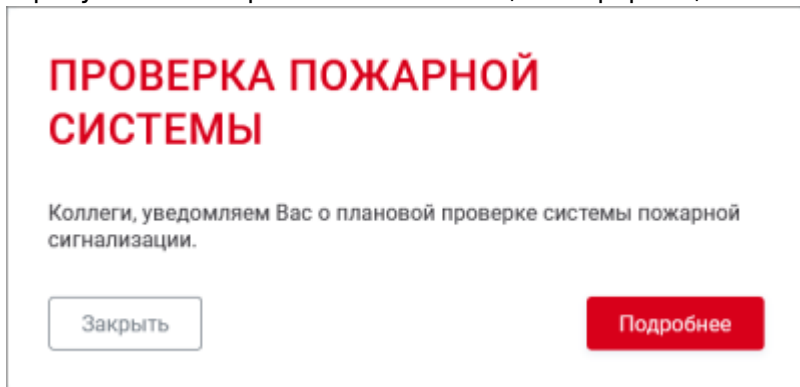 ПРОВЕРКА ПОЖАРНОЙ
СИСТЕМЫ
Коллеги, уведомляем Вас о плановой проверке системы пожарной
сигнализации.
Закрыть
Подробнее